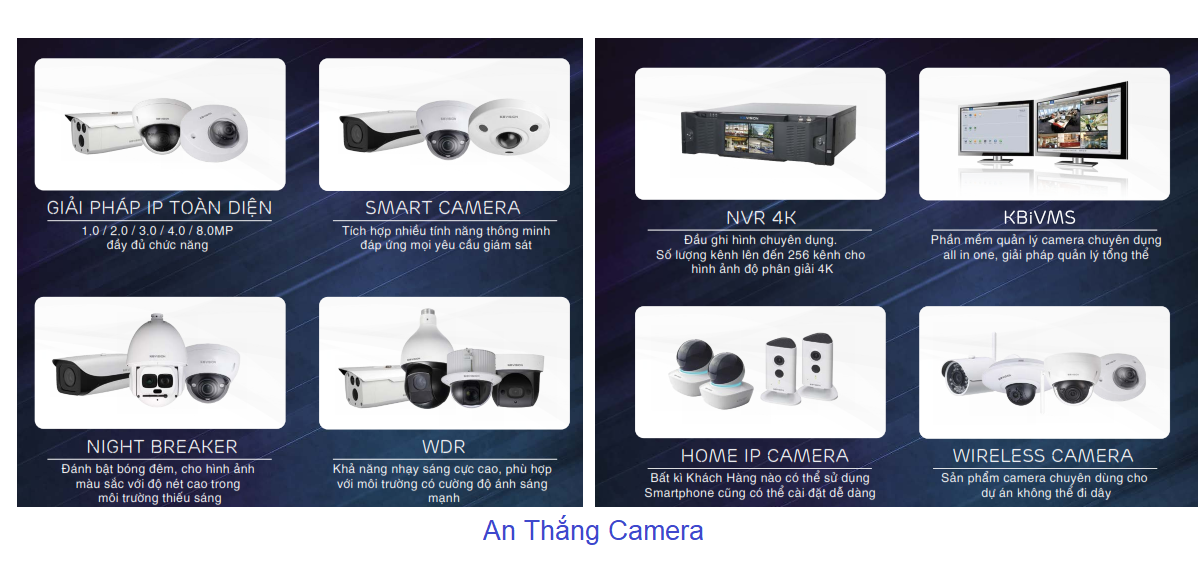 GIẢI PHÁP IP TOÀN DIỆN
1.0 / 2.0 / 3.0 / 4.0 / 8.0MP
đầy đủ chức năng
SMART CAMERA
Tích hợp nhiều tính năng thông minh
đáp ứng mọi yêu cầu giám sát
NVR 4K
Đầu ghi hình chuyên dụng.
Số lượng kênh lên đến 256 kênh cho
hình ảnh độ phân giải 4K
KBiVMS
Phần mềm quản lý camera chuyên dụng
all in one, giải pháp quản lý tổng thể
NIGHT BREAKER
Đánh bật bóng đêm, cho hình ảnh
màu sắc với độ nét cao trong
môi trường thiếu sáng
WDR
Khả năng nhạy sáng cực cao, phù hợp
với môi trường có cường độ ánh sáng
mạnh
HOME IP CAMERA
Bất kì Khách Hàng nào có thể sử dụng
Smartphone cũng có thể cài đặt dễ dàng
WIRELESS CAMERA
Sản phẩm camera chuyên dùng cho
dự án không thể đi dây
An Thắng Camera